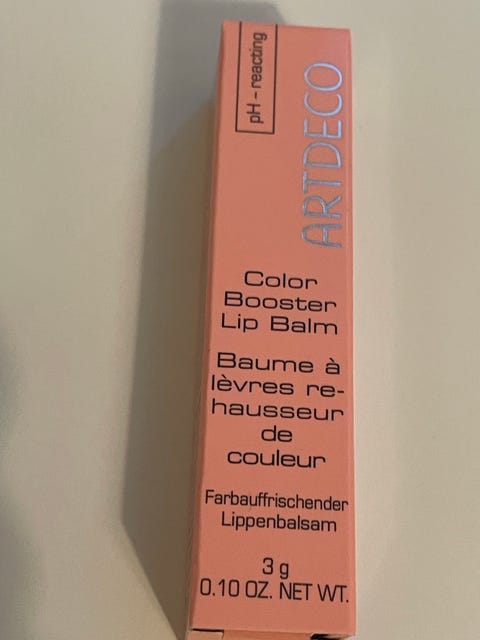 pH – reacting
ARTDECO
Color
Booster
Lip Balm
Baume à
lèvres re-
hausseur
de
couleur
Farbauffrischender
Lippenbalsam
3 g
0.10 OZ. NET WT.